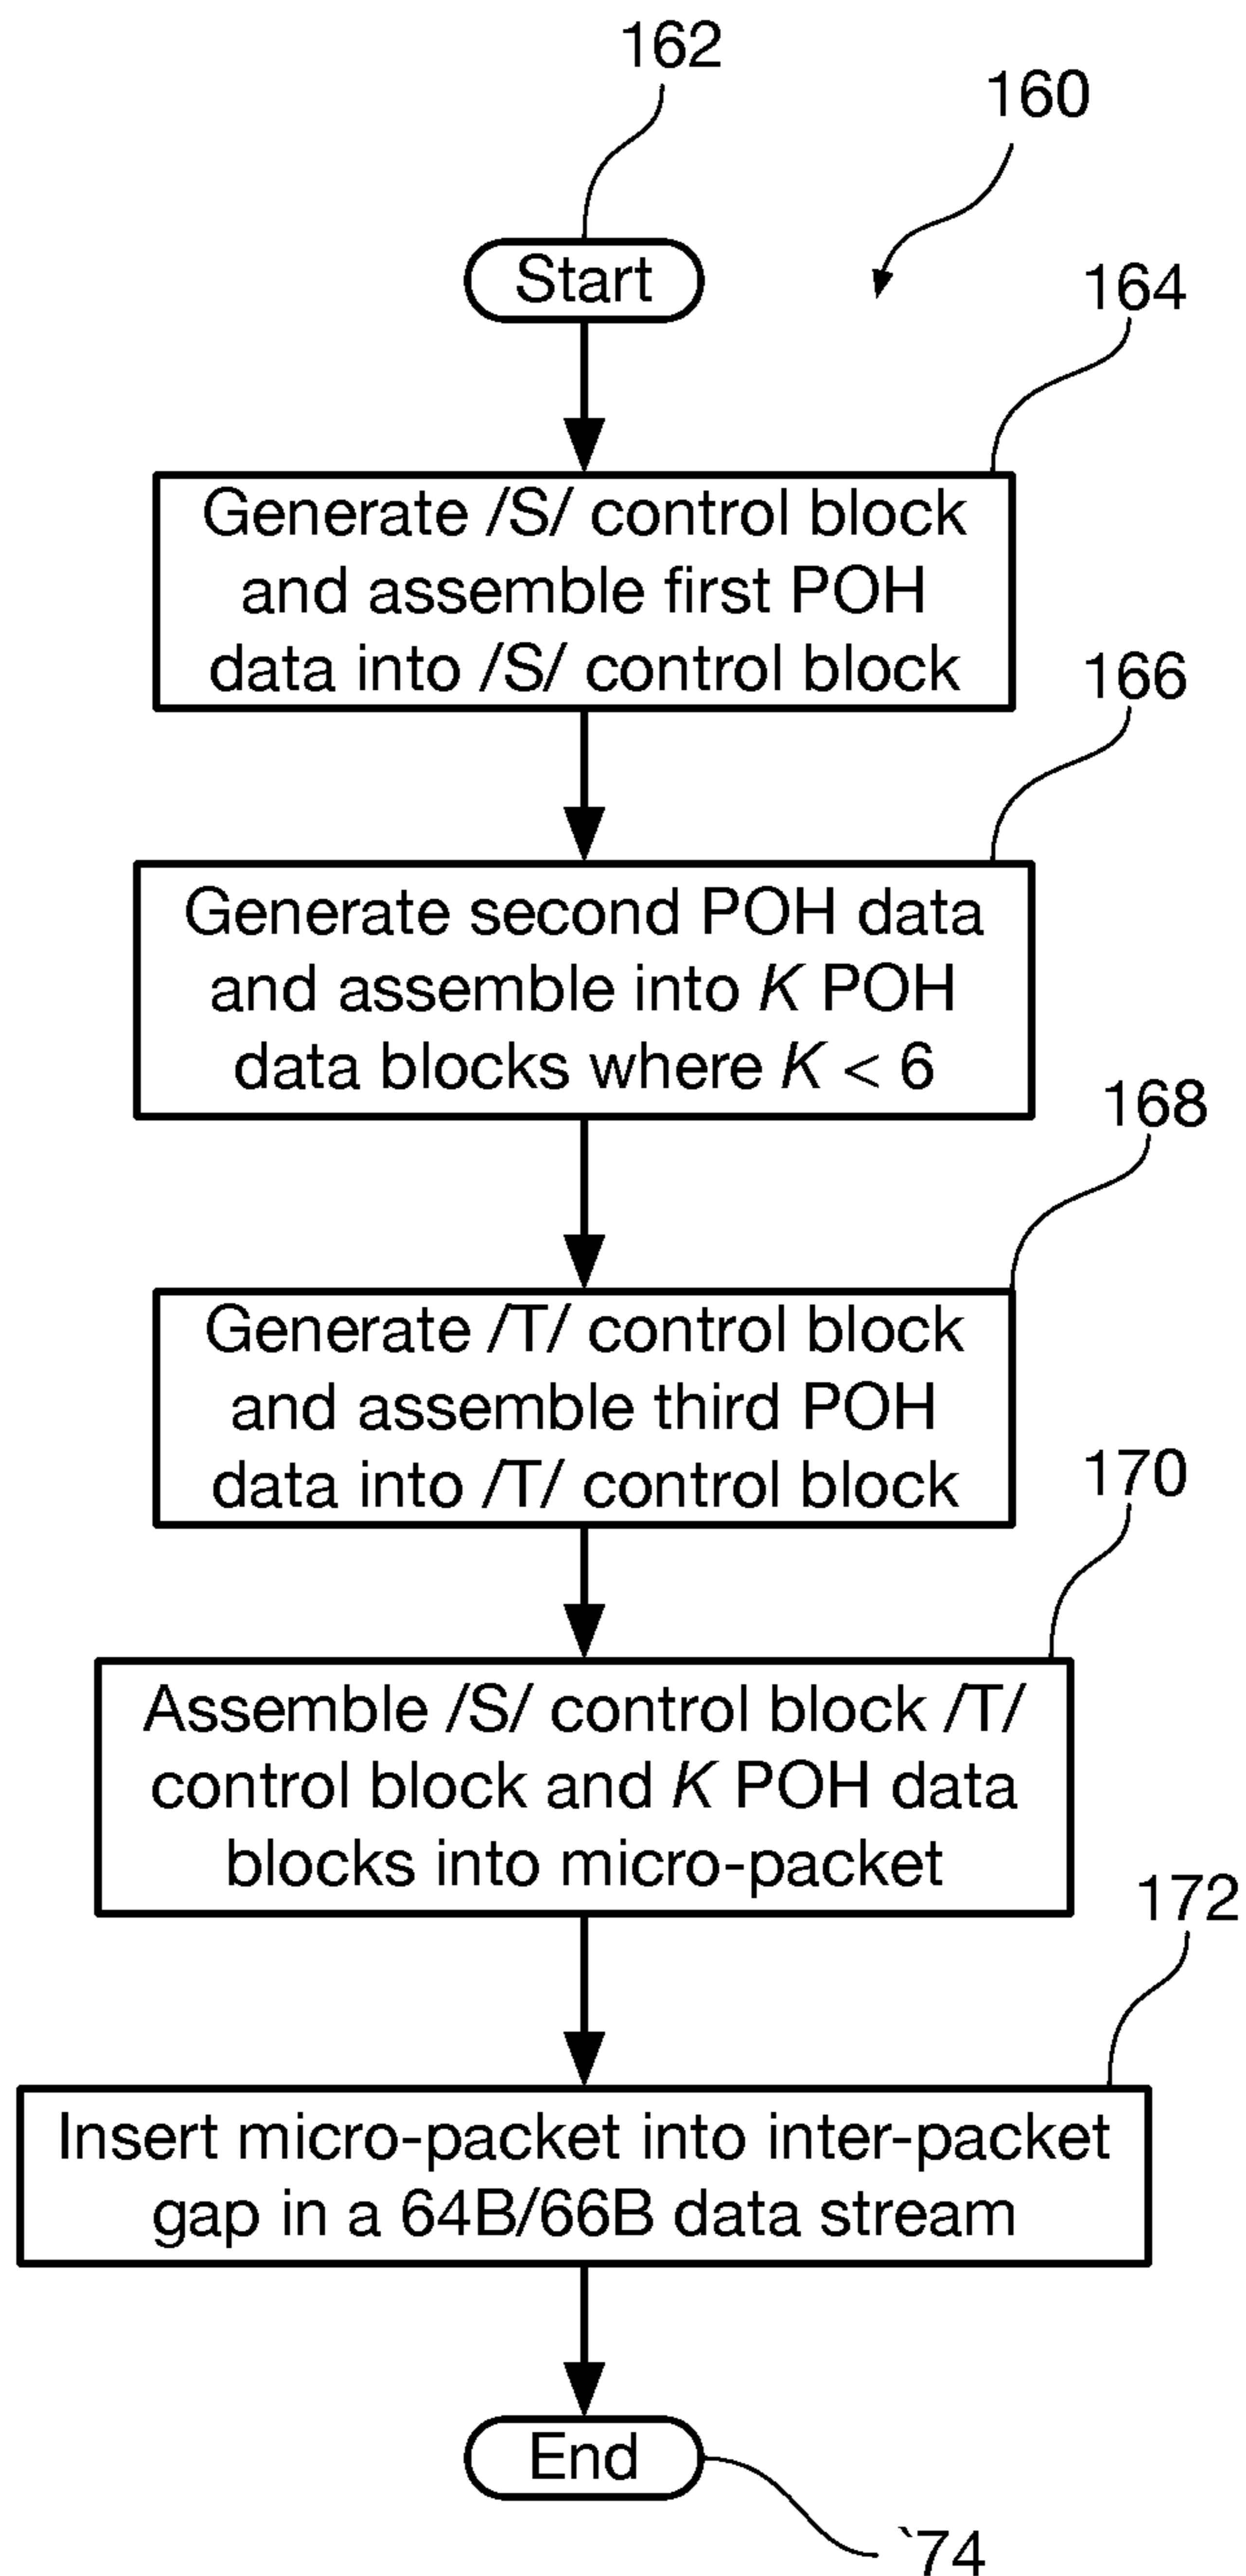 162
160
Start
164
Generate /S/ control block
and assemble first POH
data into /S/ control block
166
Generate second POH data
and assemble into K POH
data blocks where K < 6
168
Generate /T/ control block
and assemble third POH
data into /T/ control block
170
Assemble /S/ control block /T/
control block and K POH data
blocks into micro-packet
172
Insert micro-packet into inter-packet
gap in a 64B/66B data stream
End
`74